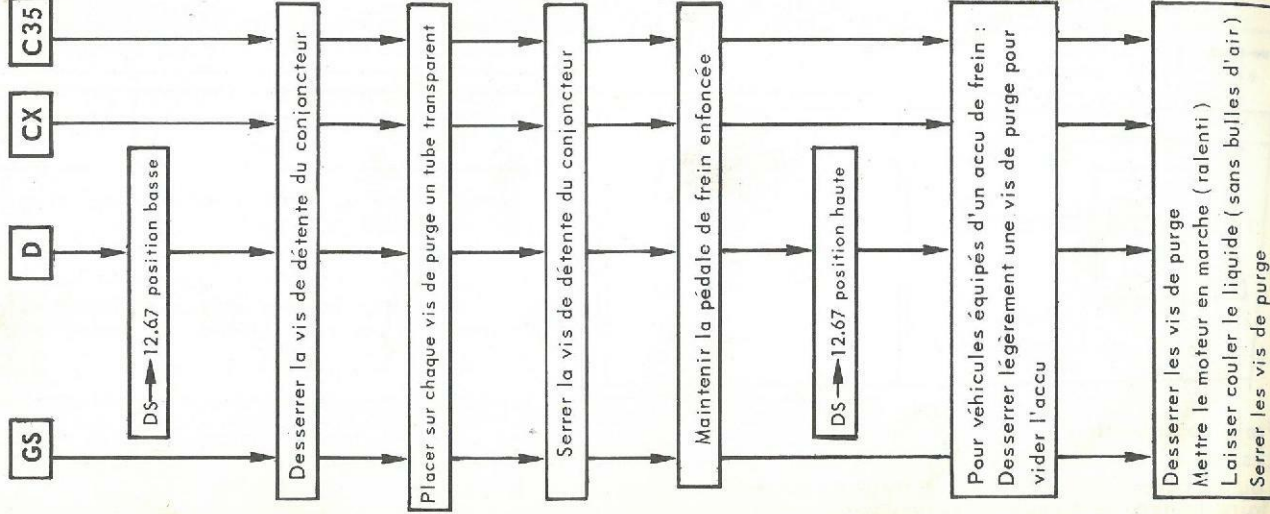 GS
D
CX
C 35
DS→12.67 position basse
Desserrer la vis de détente du conjoncteur
Placer sur chaque vis de purge un tube transparent
Serrer la vis de détente du conjoncteur
Maintenir la pédale de frein enfoncée
DS→12.67 position haute
Pour véhicules équipés d'un accu de frein :
Desserrer légèrement une vis de purge pour
vider l'accu
Desserrer les vis de purge
Mettre le moteur en marche ( ralenti )
Laisser couler le liquide ( sans bulles d'air )
Serrer les vis de purge